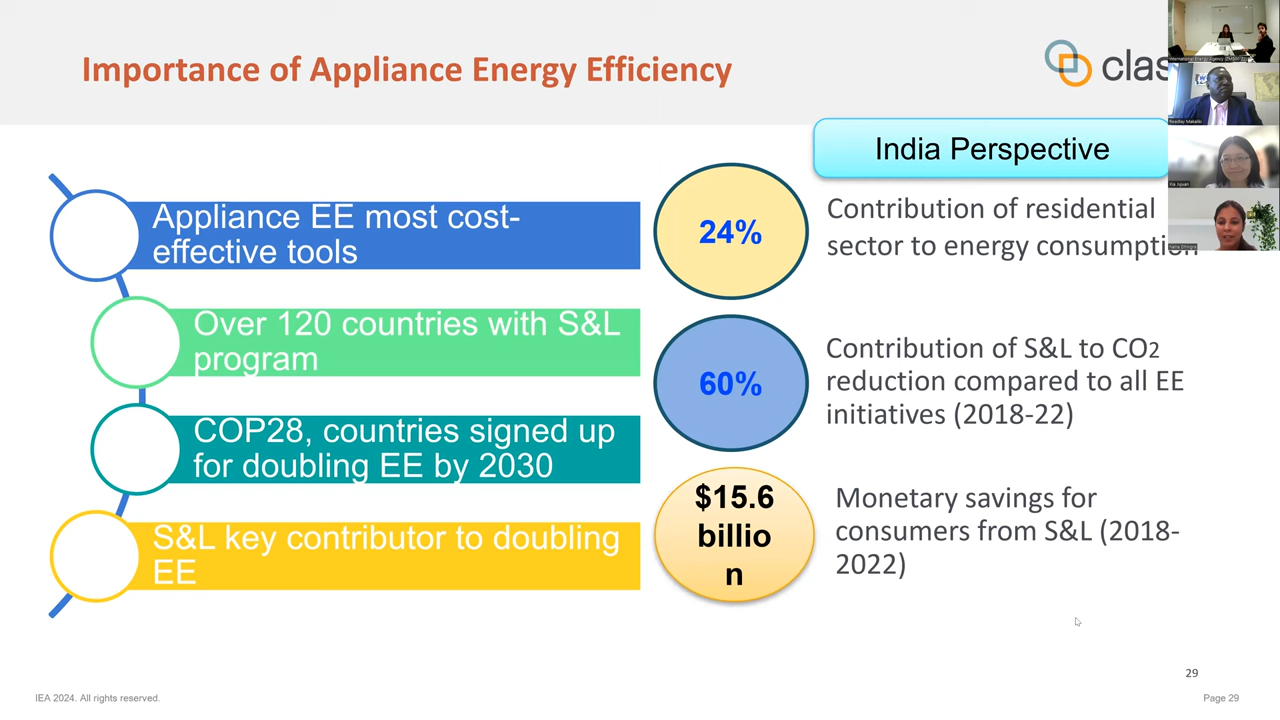 Importance of Appliance Energy Efficiency
clas
India Perspective
Appliance EE most cost-
effective tools
Over 120 countries with S&L
program
COP28, countries signed up
for doubling EE by 2030
S&L key contributor to doubling
EE
24%
Contribution of residential
sector to energy consumption
60%
Contribution of S&L to CO2
reduction compared to all EE
initiatives (2018-22)
$15.6
billio
n
Monetary savings for
consumers from S&L (2018-
2022)
29
IEA 2024. All rights reserved.
Page 29